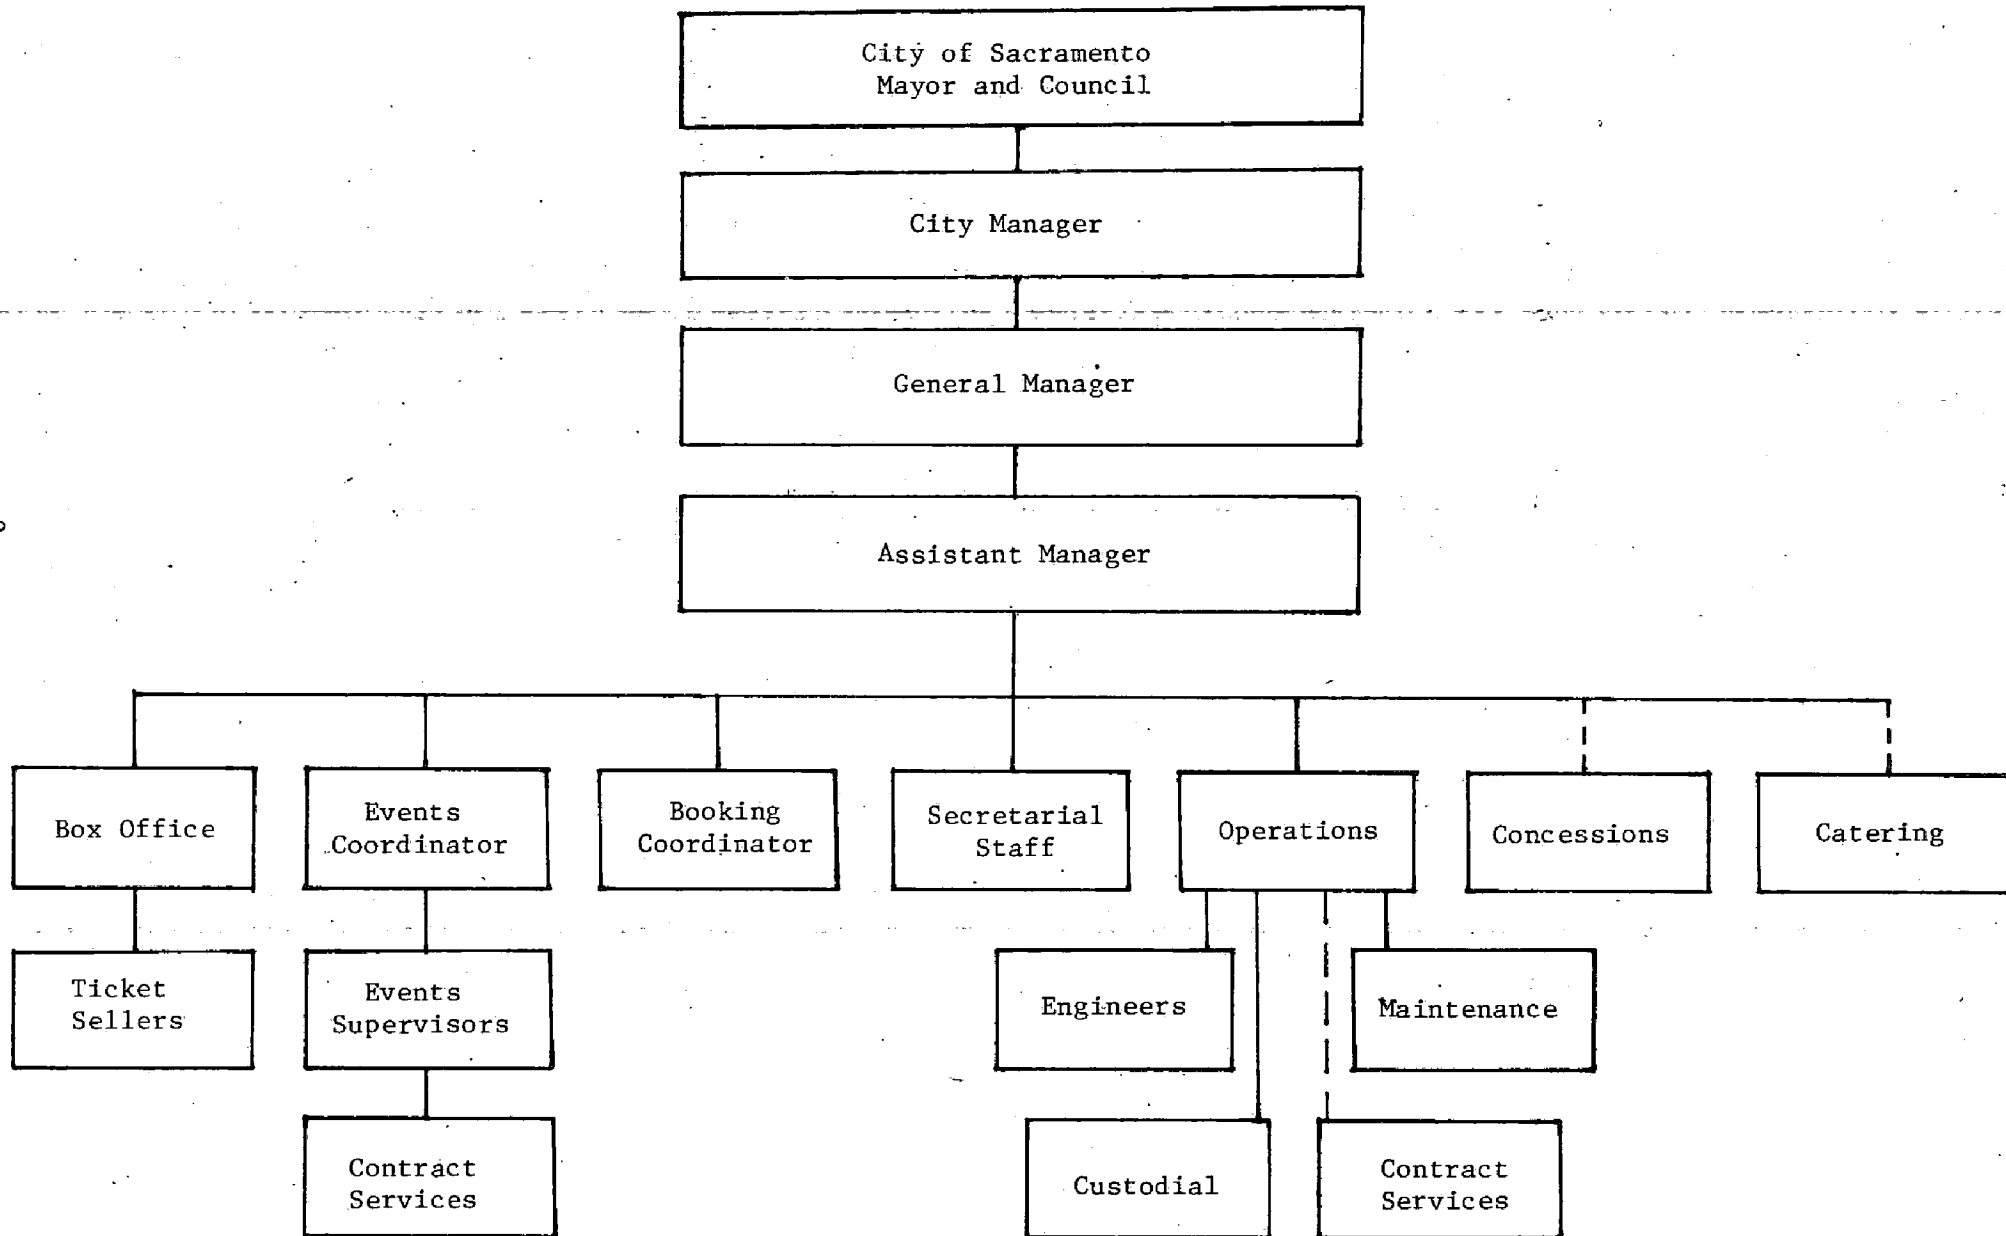 City of Sacramento
Mayor and Council
City Manager
General Manager
Assistant Manager
Box Office
Events
Coordinator
Booking
Coordinator
Secretarial
Staff
Operations
Concessions
Catering
Ticket
Sellers
Events
Supervisors
Engineers
Maintenance
Contract
Services
Custodial
Contract
Services